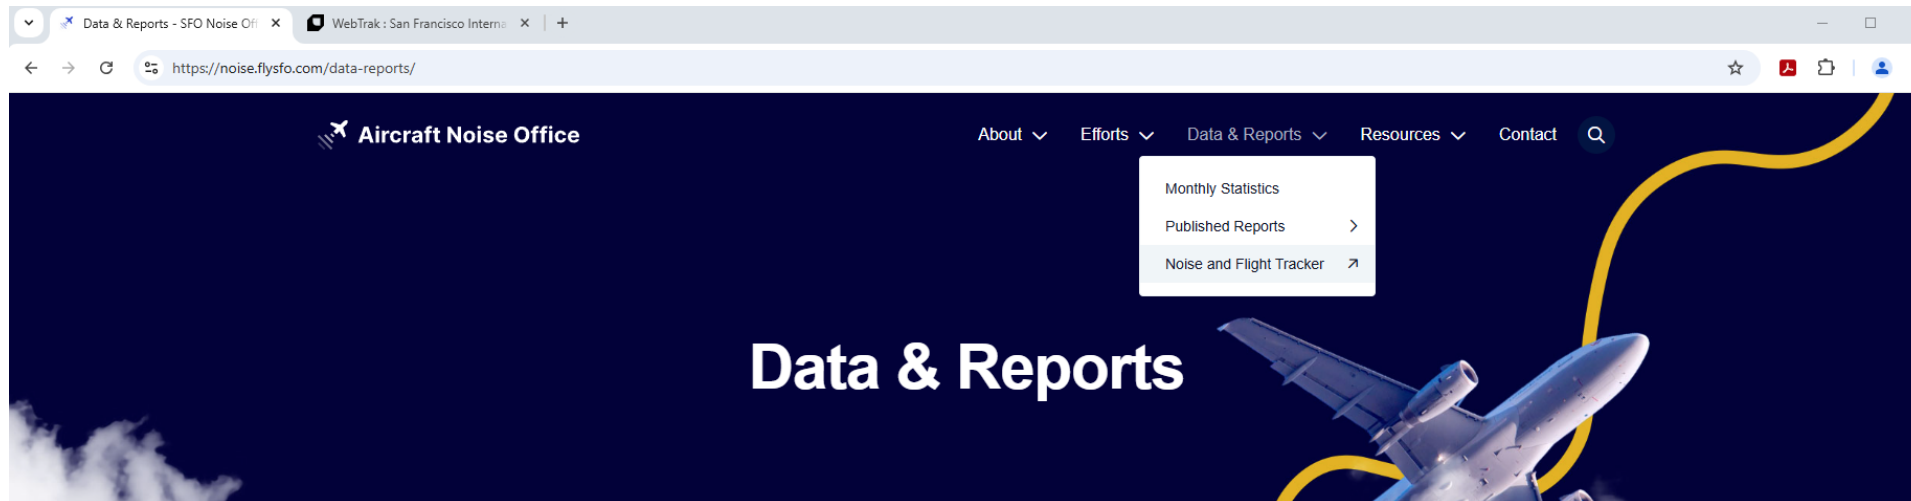 Data & Reports - SFO Noise Off
WebTrak : San Francisco Interna
https://noise.flysfo.com/data-reports/
Aircraft Noise Office
About
Efforts
Data & Reports
Resources
Contact
Monthly Statistics
Published Reports
Noise and Flight Tracker
Data & Reports